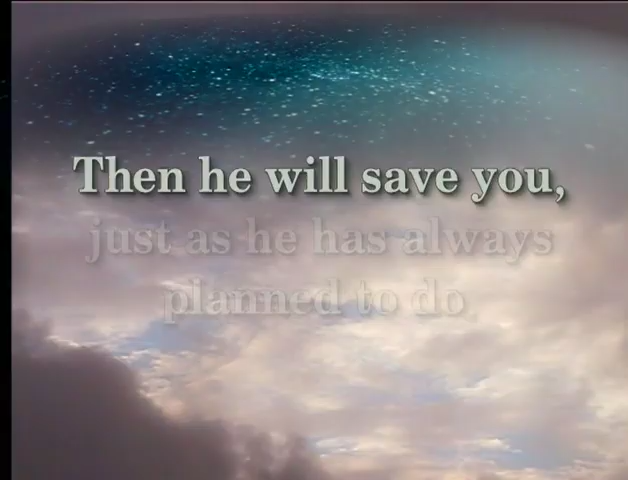 Then he will save you,
just as he has always
planned to do